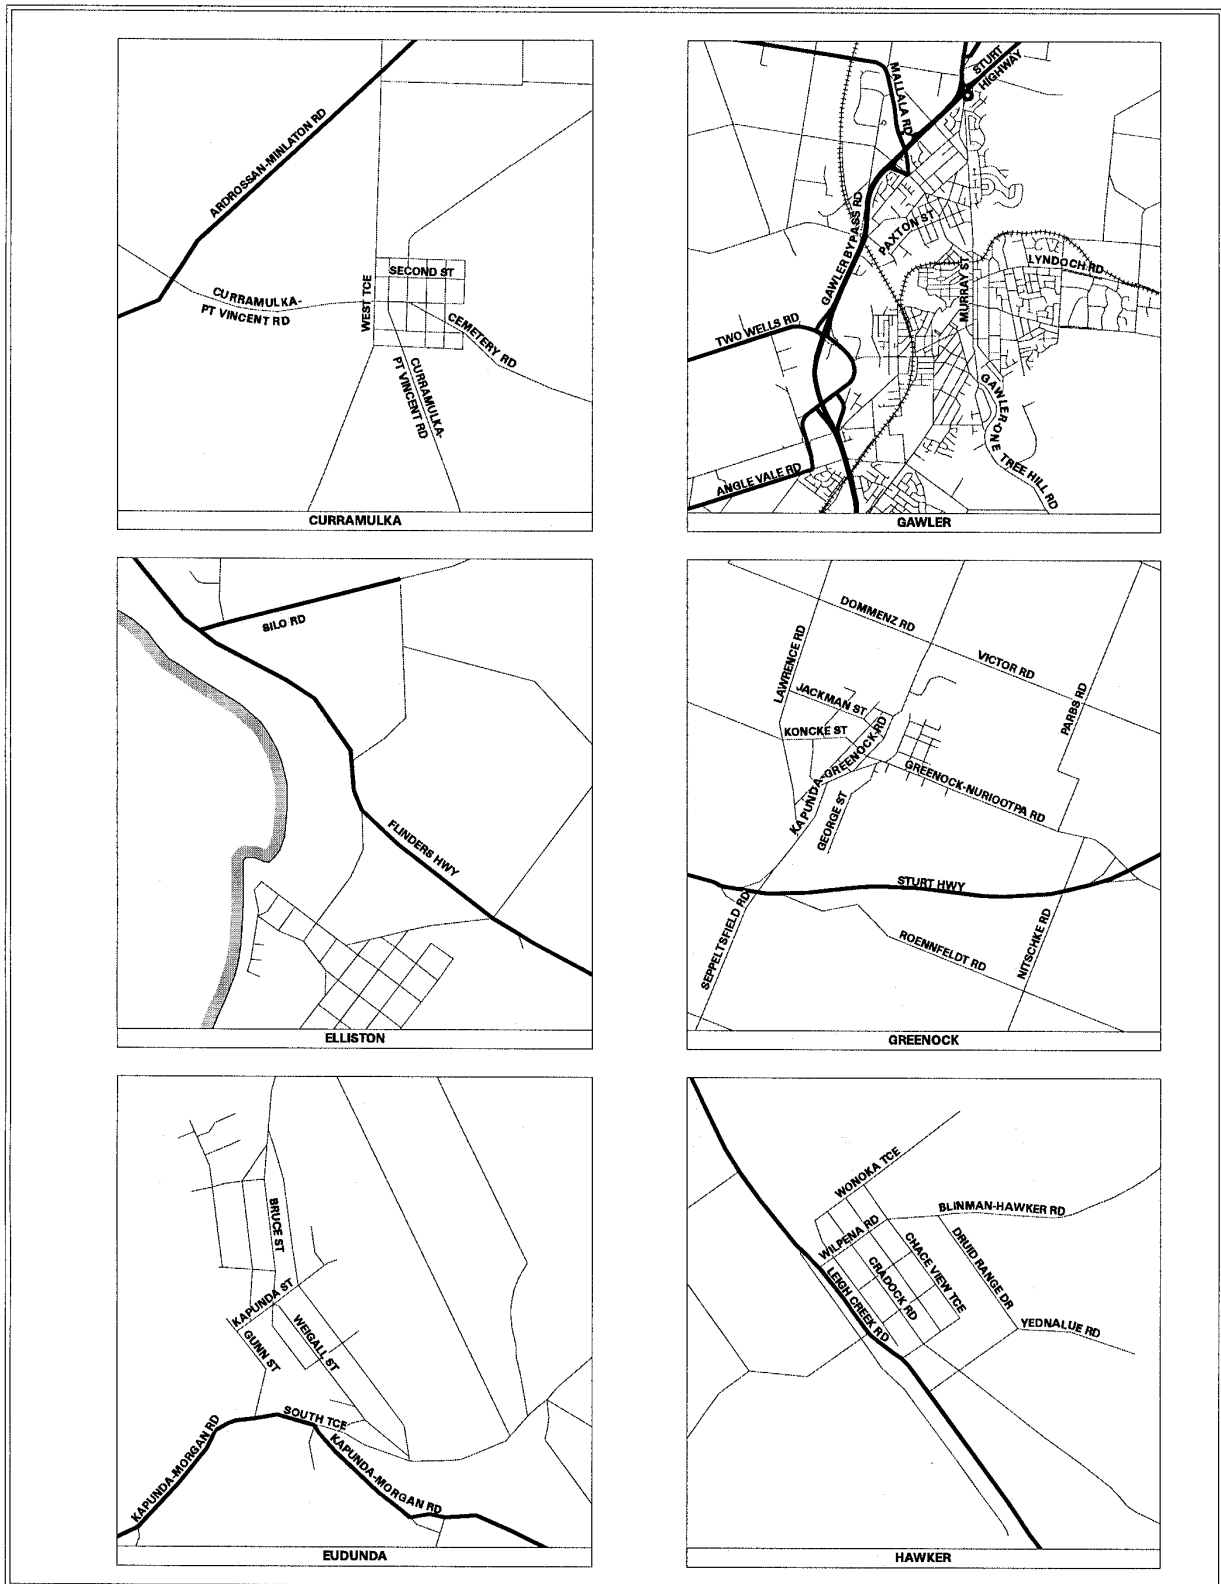 ARDROSSAN-MINLATON RD
SECOND ST
WEST TCE
CURRAMULKA-
PT VINCENT RD
CEMETERY RD
CURRAMULKA-
PT VINCENT RD
CURRAMULKA
STURT
HIGHWAY
MALLALA RD
PAXTON ST
GAWLER BYPASS RD
LYNDOCH RD
MURRAY ST
TWO WELLS RD
GAWLER-ONE
TREE HILL RD
ANGLE VALE RD
GAWLER
SILO RD
FLINDERS HWY
ELLISTON
DOMMENZ RD
VICTOR RD
LAWRENCE RD
PARBS RD
JACKMAN ST
KONCKE ST
KAPUNDA-GREENOCK-RD
GREENOCK-NURIOOTPA RD
GEORGE ST
STURT HWY
SEPPELTSFIELD RD
ROENNFELDT RD
NITSCHKE RD
GREENOCK
BRUCE ST
KAPUNDA ST
GUNN ST
WEIGALL ST
SOUTH TCE
KAPUNDA-MORGAN RD
KAPUNDA-MORGAN RD
EUDUNDA
WONOKA TCE
BLINMAN-HAWKER RD
WILPENA RD
CHACE VIEW TCE
DRUID RANGE DR
CRADOCK RD
LEIGH CREEK RD
YEDNALUE RD
HAWKER